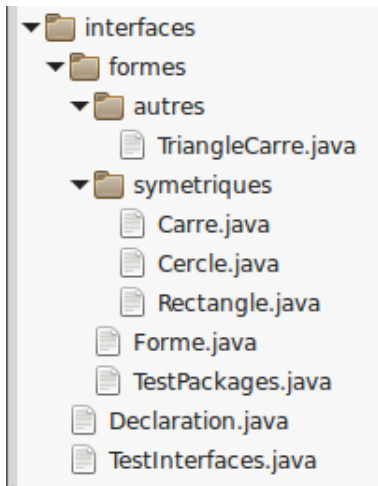 interfaces
formes
autres
TriangleCarre.java
symetriques
Carre.java
Cercle.java
Rectangle.java
Forme.java
TestPackages.java
Declaration.java
TestInterfaces.java